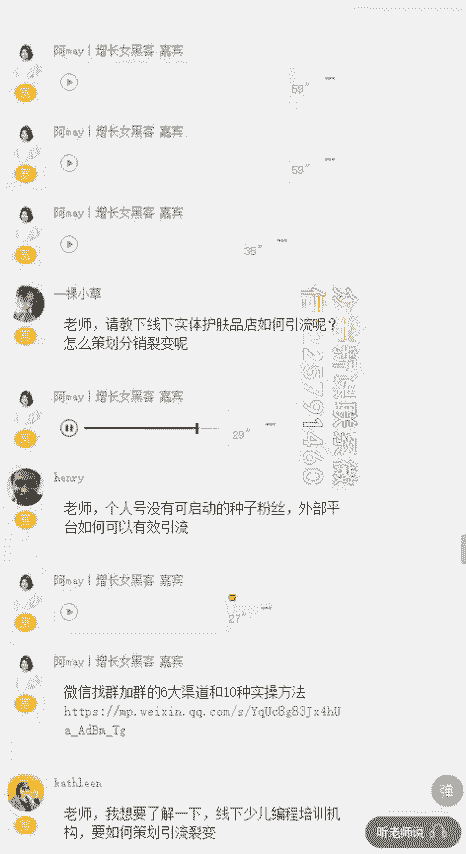 阿may丨增长女黑客 嘉宾
59"
阿may丨增长女黑客 嘉宾
59"
阿may丨增长女黑客 嘉宾
35"
一棵小草
老师，请教下线下实体护肤品店如何引流呢？
怎么策划分销裂变呢
阿may丨增长女黑客 嘉宾
29"
henry
老师，个人号没有可启动的种子粉丝，外部平
台如何可以有效引流
阿may丨增长女黑客 嘉宾
27"
阿may丨增长女黑客 嘉宾
微信找群加群的6大渠道和10种实操方法
https://mp.weixin.qq.com/s/YqUc8g83Jx4hU
a_AdBm_Tg
kathleen
老师，我想要了解一下，线下少儿编程培训机
构，要如何策划引流裂变
弹
听老师说